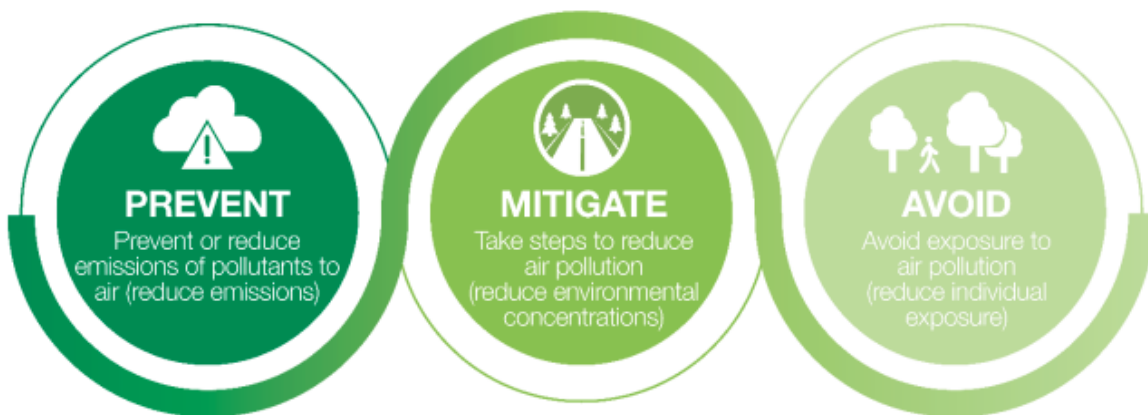 PREVENT
Prevent or reduce
emissions of pollutants to
air (reduce emissions)
MITIGATE
Take steps to reduce
air pollution
(reduce environmental
concentrations)
AVOID
Avoid exposure to
air pollution
(reduce individual
exposure)